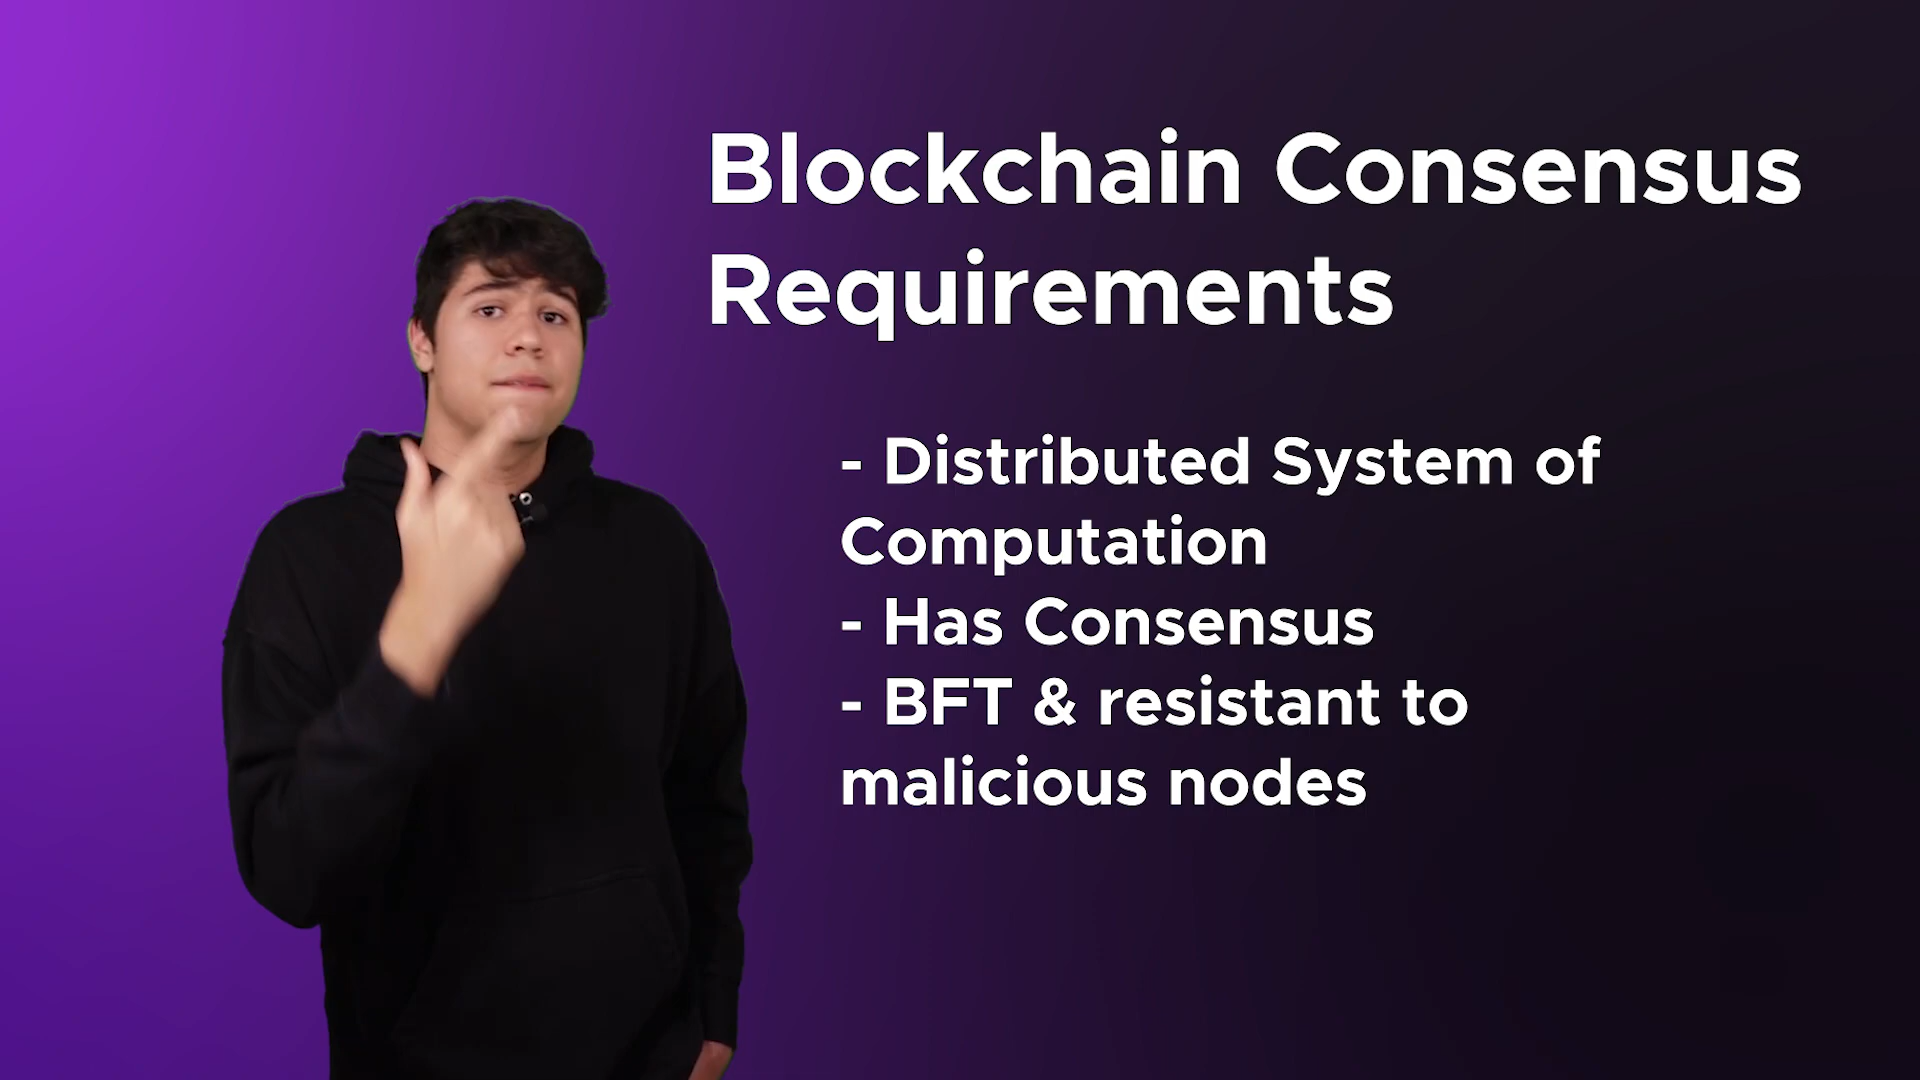 Blockchain Consensus
Requirements
- Distributed System of
Computation
- Has Consensus
- BFT & resistant to
malicious nodes